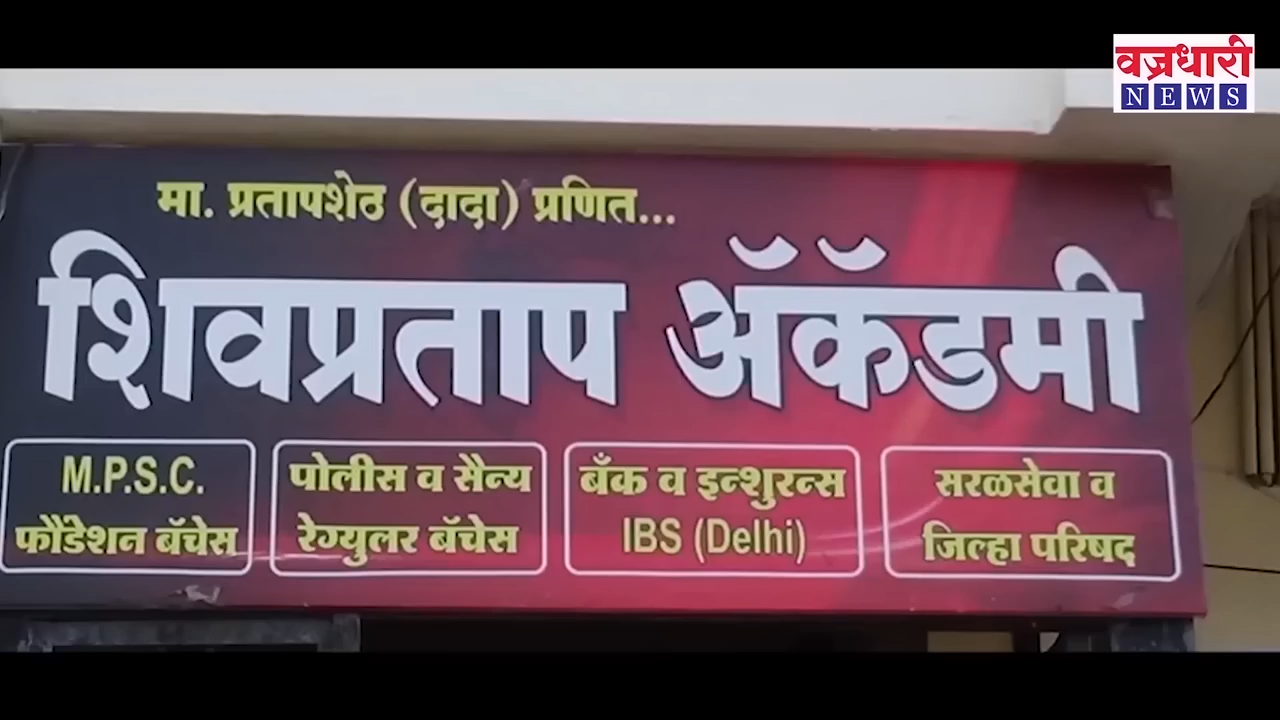 वज्रधारी
NEWS
मा. प्रतापशेठ (दादा) प्रणित...
शिवप्रताप ॲकॅडमी
M.P.S.C.
फौंडेशन बॅचेस
पोलीस व सैन्य
रेग्युलर बॅचेस
बँक व इन्शुरन्स
IBS (Delhi)
सरळसेवा व
जिल्हा परिषद